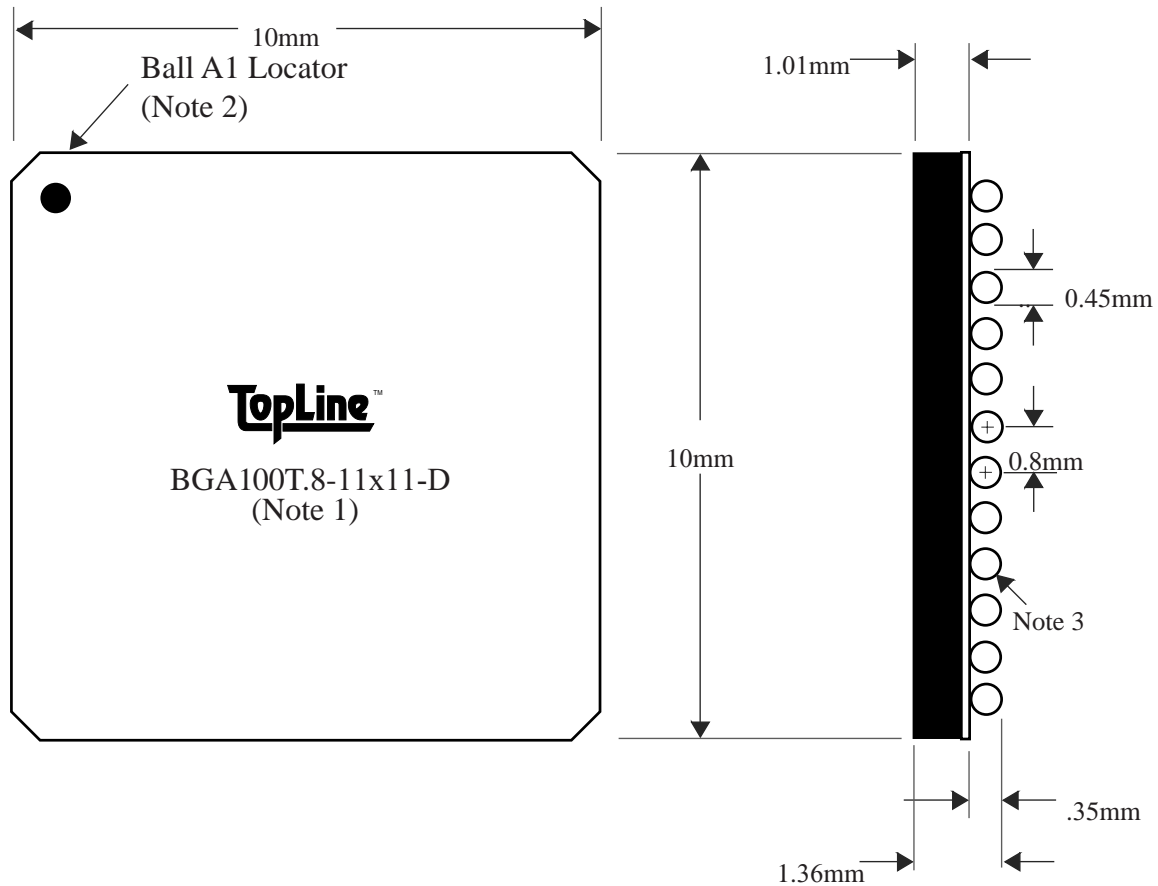 10mm
1.01mm
Ball A1 Locator
(Note 2)
TopLine™
BGA100T.8-11x11-D
(Note 1)
10mm
0.45mm
0.8mm
Note 3
.35mm
1.36mm